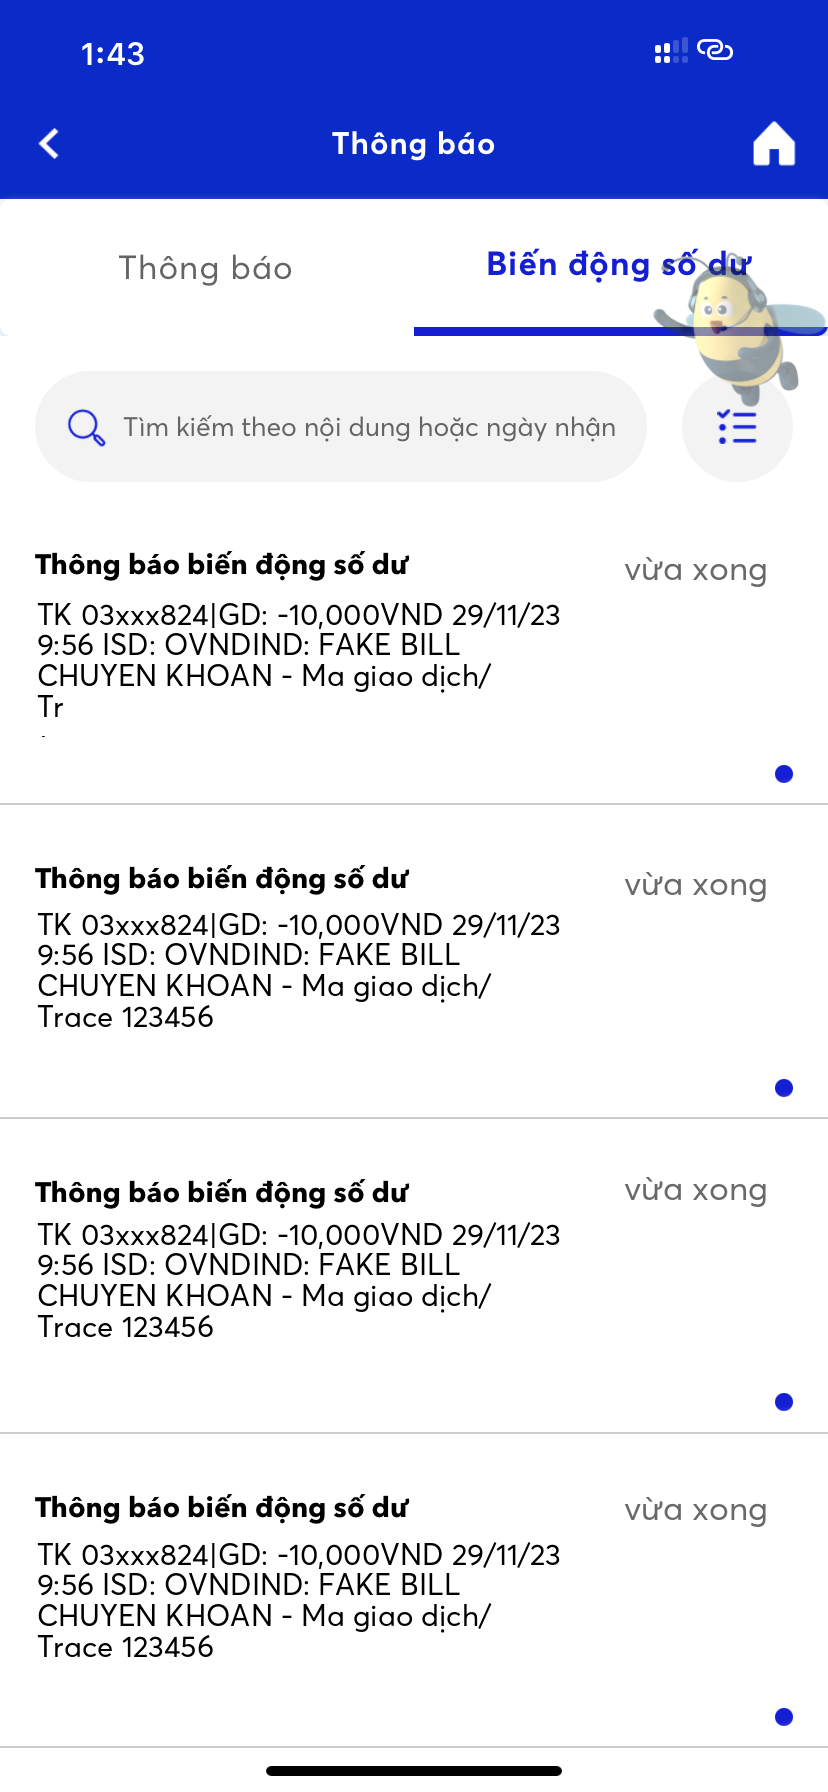 1:43
Thông báo
Thông báo
Biến động số dư
Tìm kiếm theo nội dung hoặc ngày nhận
Thông báo biến động số dư
vừa xong
TK 03xxx824|GD: -10,000VND 29/11/23
9:56 ISD: OVNDIND: FAKE BILL
CHUYEN KHOAN - Ma giao dịch/
Tr
Thông báo biến động số dư
vừa xong
TK 03xxx824|GD: -10,000VND 29/11/23
9:56 ISD: OVNDIND: FAKE BILL
CHUYEN KHOAN - Ma giao dịch/
Trace 123456
Thông báo biến động số dư
vừa xong
TK 03xxx824|GD: -10,000VND 29/11/23
9:56 ISD: OVNDIND: FAKE BILL
CHUYEN KHOAN - Ma giao dịch/
Trace 123456
Thông báo biến động số dư
vừa xong
TK 03xxx824|GD: -10,000VND 29/11/23
9:56 ISD: OVNDIND: FAKE BILL
CHUYEN KHOAN - Ma giao dịch/
Trace 123456